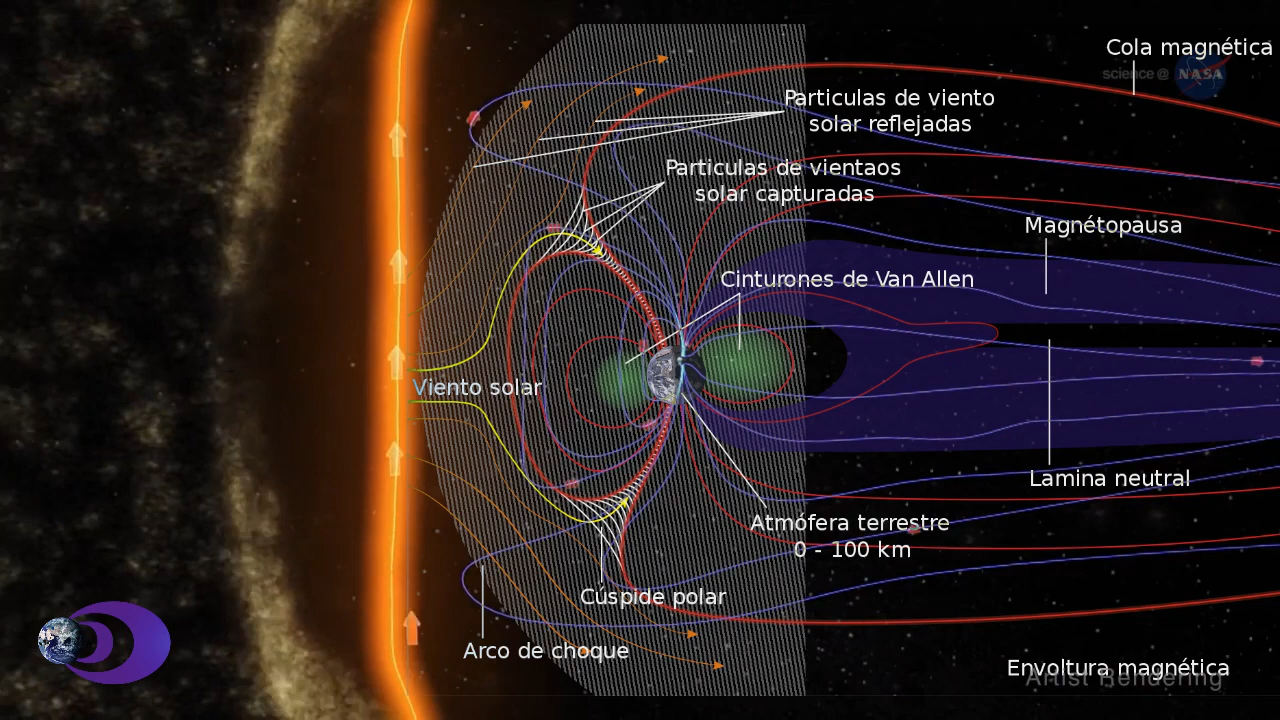 Cola magnética
science@ NASA
Particulas de viento
solar reflejadas
Particulas de vientaos
solar capturadas
Magnétopausa
Cinturones de Van Allen
Viento solar
Lamina neutral
Atmófera terrestre
0 - 100 km
Cúspide polar
Arco de choque
Envoltura magnética
Artist Rendering